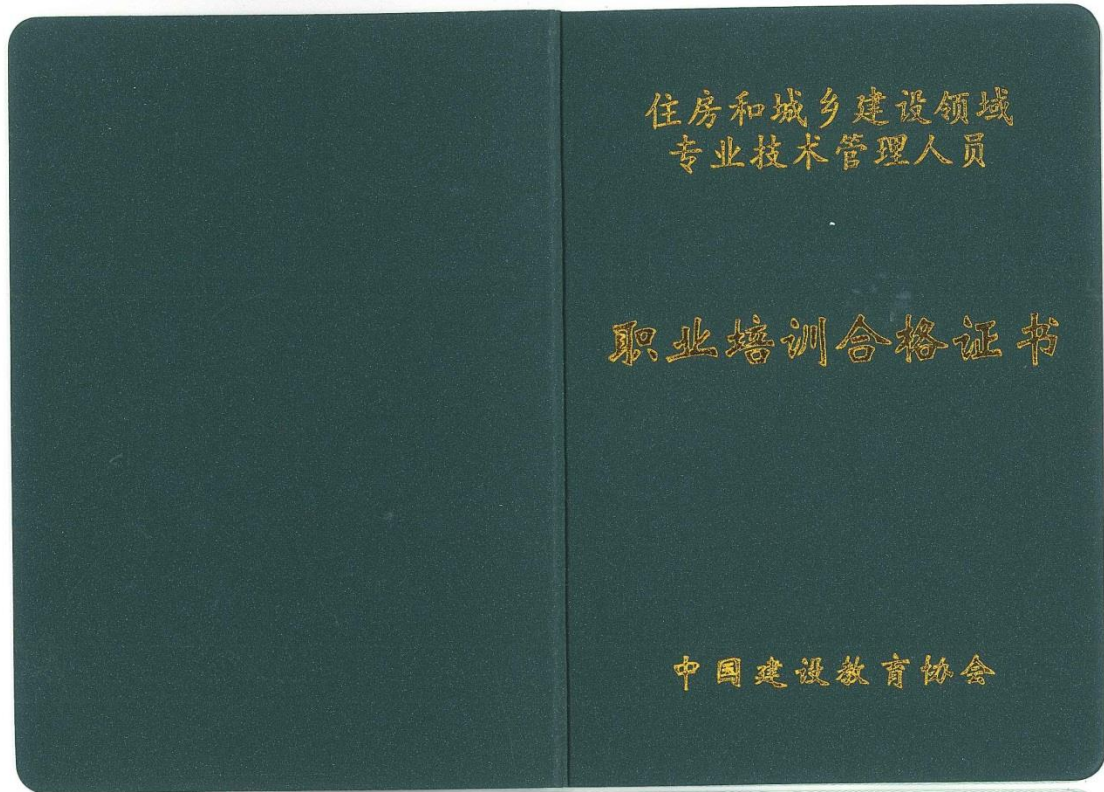 住房和城乡建设领域
专业技术管理人员
职业培训合格证书
中国建设教育协会